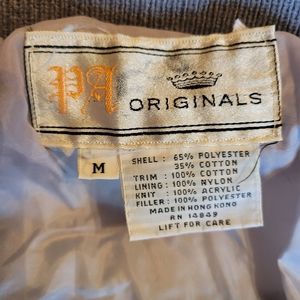 PA
ORIGINALS
M
SHELL : 65% POLYESTER
35% COTTON
TRIM : 100% COTTON
LINING : 100% NYLON
KNIT : 100% ACRYLIC
FILLER : 100% POLYESTER
MADE IN HONG KONG
RN 14849
LIFT FOR CARE